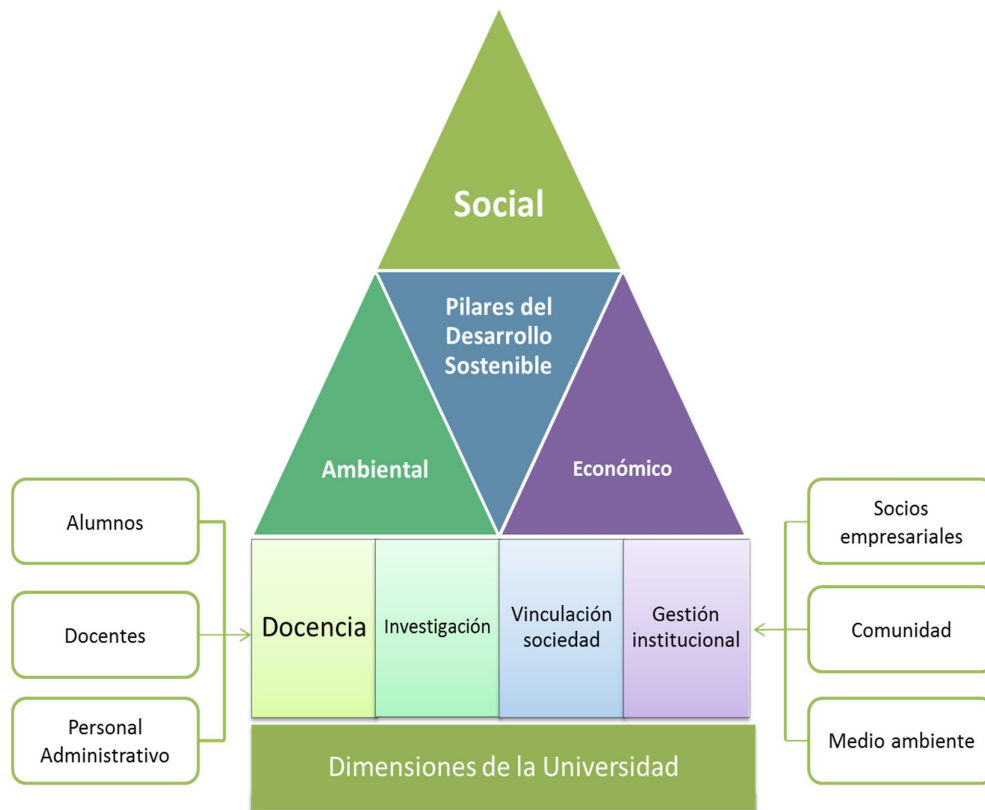 Social
Pilares del
Desarrollo
Sostenible
Ambiental
Económico
Alumnos
Docentes
Personal
Administrativo
Docencia
Investigación
Vinculación
sociedad
Gestión
institucional
Socios
empresariales
Comunidad
Medio ambiente
Dimensiones de la Universidad